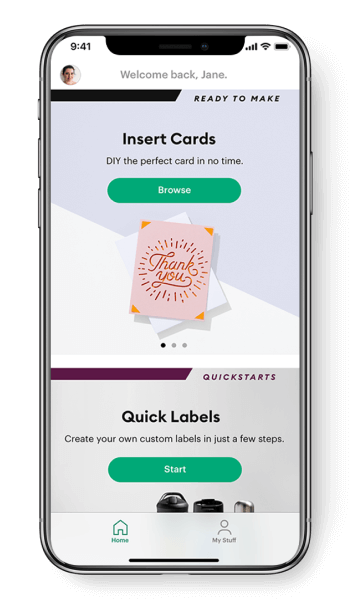 9:41
Welcome back, Jane.
READY TO MAKE
Insert Cards
DIY the perfect card in no time.
Browse
Thank
you
QUICKSTARTS
Quick Labels
Create your own custom labels in just a few steps.
Start
Home
My Stuff